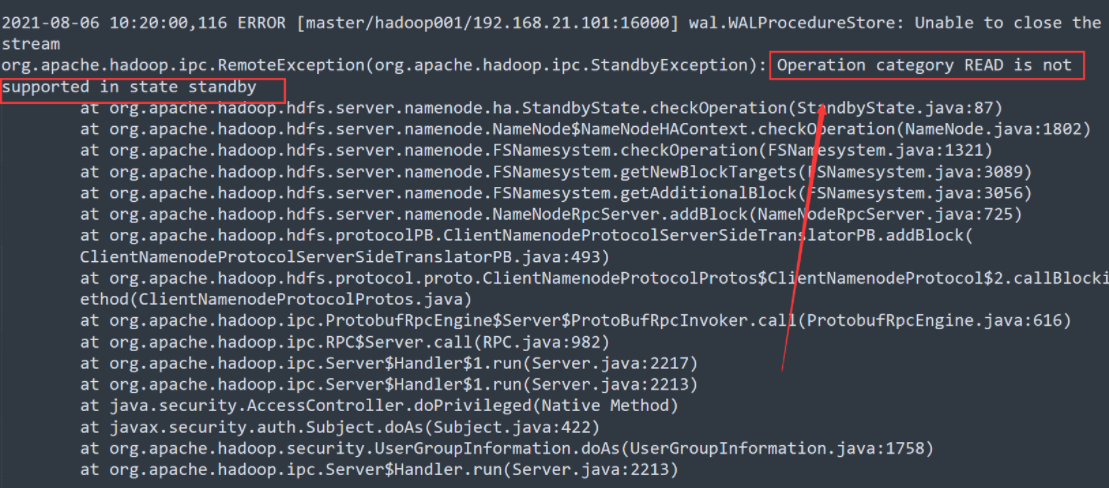 2021-08-06 10:20:00,116 ERROR [master/hadoop001/192.168.21.101:16000] wal.WALProcedureStore: Unable to close the
stream
org.apache.hadoop.ipc.RemoteException(org.apache.hadoop.ipc.StandbyException): Operation category READ is not
supported in state standby
at org.apache.hadoop.hdfs.server.namenode.ha.StandbyState.checkOperation(StandbyState.java:87)
at org.apache.hadoop.hdfs.server.namenode.NameNode$NameNodeHAContext.checkOperation(NameNode.java:1802)
at org.apache.hadoop.hdfs.server.namenode.FSNamesystem.checkOperation(FSNamesystem.java:1321)
at org.apache.hadoop.hdfs.server.namenode.FSNamesystem.getNewBlockTargets(FSNamesystem.java:3089)
at org.apache.hadoop.hdfs.server.namenode.FSNamesystem.getAdditionalBlock(FSNamesystem.java:3056)
at org.apache.hadoop.hdfs.server.namenode.NameNodeRpcServer.addBlock(NameNodeRpcServer.java:725)
at org.apache.hadoop.hdfs.protocolPB.ClientNamenodeProtocolServerSideTranslatorPB.addBlock(
ClientNamenodeProtocolServerSideTranslatorPB.java:493)
at org.apache.hadoop.hdfs.protocol.proto.ClientNamenodeProtocolProtos$ClientNamenodeProtocol$2.callBlocki
ethod(ClientNamenodeProtocolProtos.java)
at org.apache.hadoop.ipc.ProtobufRpcEngine$Server$ProtoBufRpcInvoker.call(ProtobufRpcEngine.java:616)
at org.apache.hadoop.ipc.RPC$Server.call(RPC.java:982)
at org.apache.hadoop.ipc.Server$Handler$1.run(Server.java:2217)
at org.apache.hadoop.ipc.Server$Handler$1.run(Server.java:2213)
at java.security.AccessController.doPrivileged(Native Method)
at javax.security.auth.Subject.doAs(Subject.java:422)
at org.apache.hadoop.security.UserGroupInformation.doAs(UserGroupInformation.java:1758)
at org.apache.hadoop.ipc.Server$Handler.run(Server.java:2213)